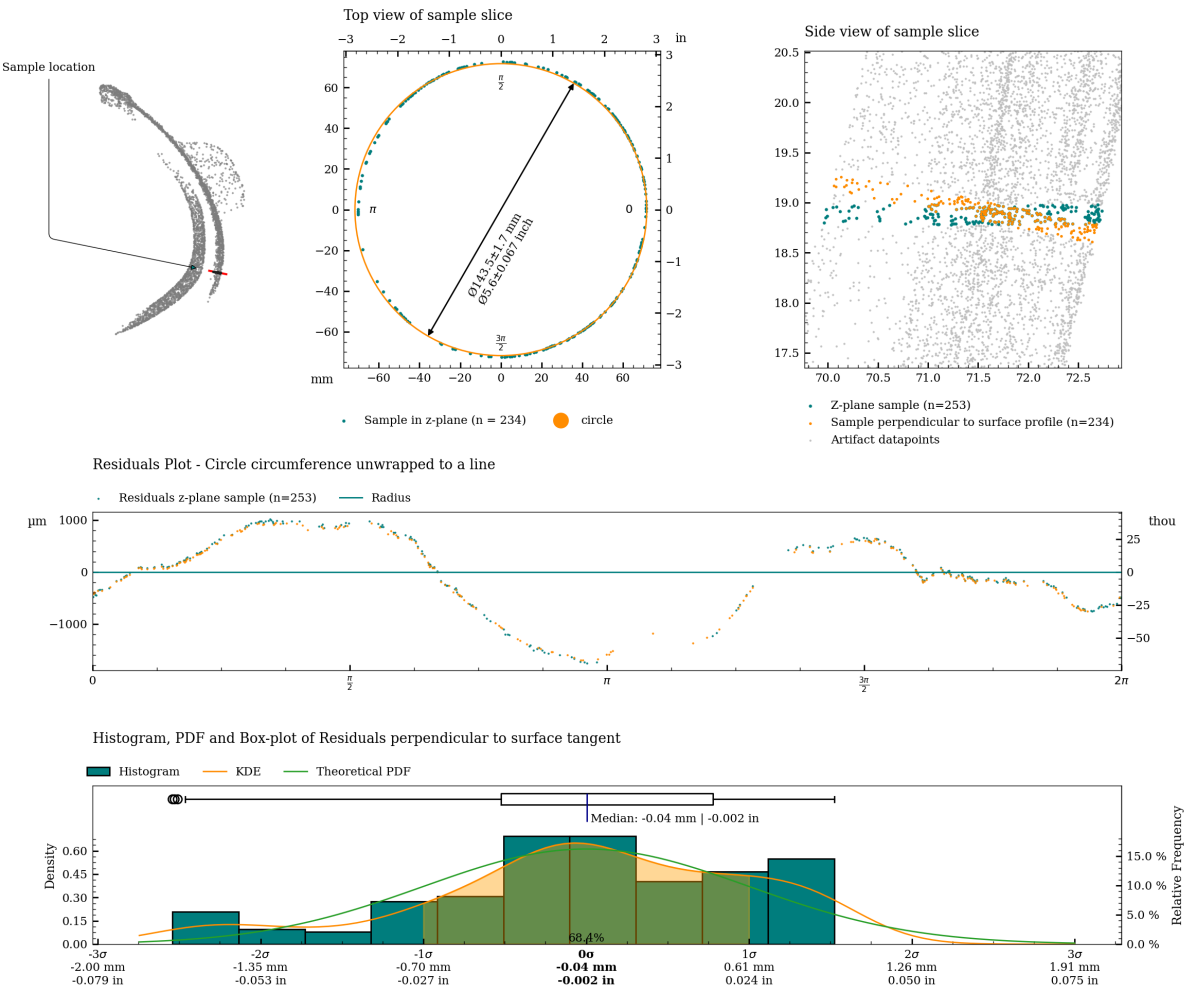 Top view of sample slice
−3 −2 −1 0 1 2 3 in
Side view of sample slice
Sample location
60
40
20
0
−20
−40
−60
3
2
1
0
−1
−2
−3
π/2
π
0
3π/2
Ø143.5±1.7 mm
Ø5.6±0.067 inch
mm −60 −40 −20 0 20 40 60
20.5
20.0
19.5
19.0
18.5
18.0
17.5
70.0 70.5 71.0 71.5 72.0 72.5
Sample in z-plane (n = 234) circle
Z-plane sample (n=253)
Sample perpendicular to surface profile (n=234)
Artifact datapoints
Residuals Plot - Circle circumference unwrapped to a line
Residuals z-plane sample (n=253) Radius
µm 1000
0
−1000
thou
25
0
−25
−50
0 π/2 π 3π/2 2π
Histogram, PDF and Box-plot of Residuals perpendicular to surface tangent
Histogram KDE Theoretical PDF
Median: -0.04 mm | -0.002 in
Density
0.60
0.45
0.30
0.15
0.00
15.0 %
10.0 %
5.0 %
0.0 %
Relative Frequency
68.4%
-3σ -2σ -1σ 0σ 1σ 2σ 3σ
-2.00 mm -1.35 mm -0.70 mm -0.04 mm 0.61 mm 1.26 mm 1.91 mm
-0.079 in -0.053 in -0.027 in -0.002 in 0.024 in 0.050 in 0.075 in